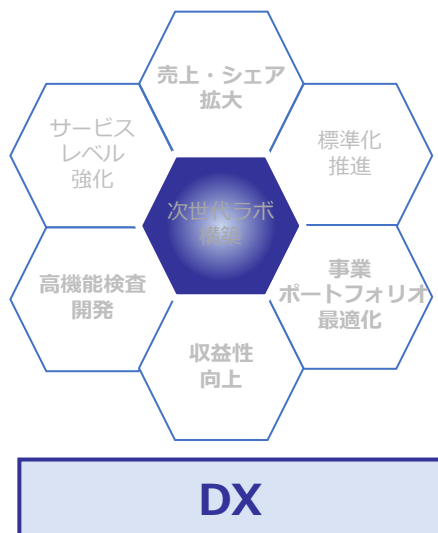 売上・シェア
拡大
サービス
レベル
強化
標準化
推進
次世代ラボ
構築
高機能検査
開発
事業
ポートフォリオ
最適化
収益性
向上
DX